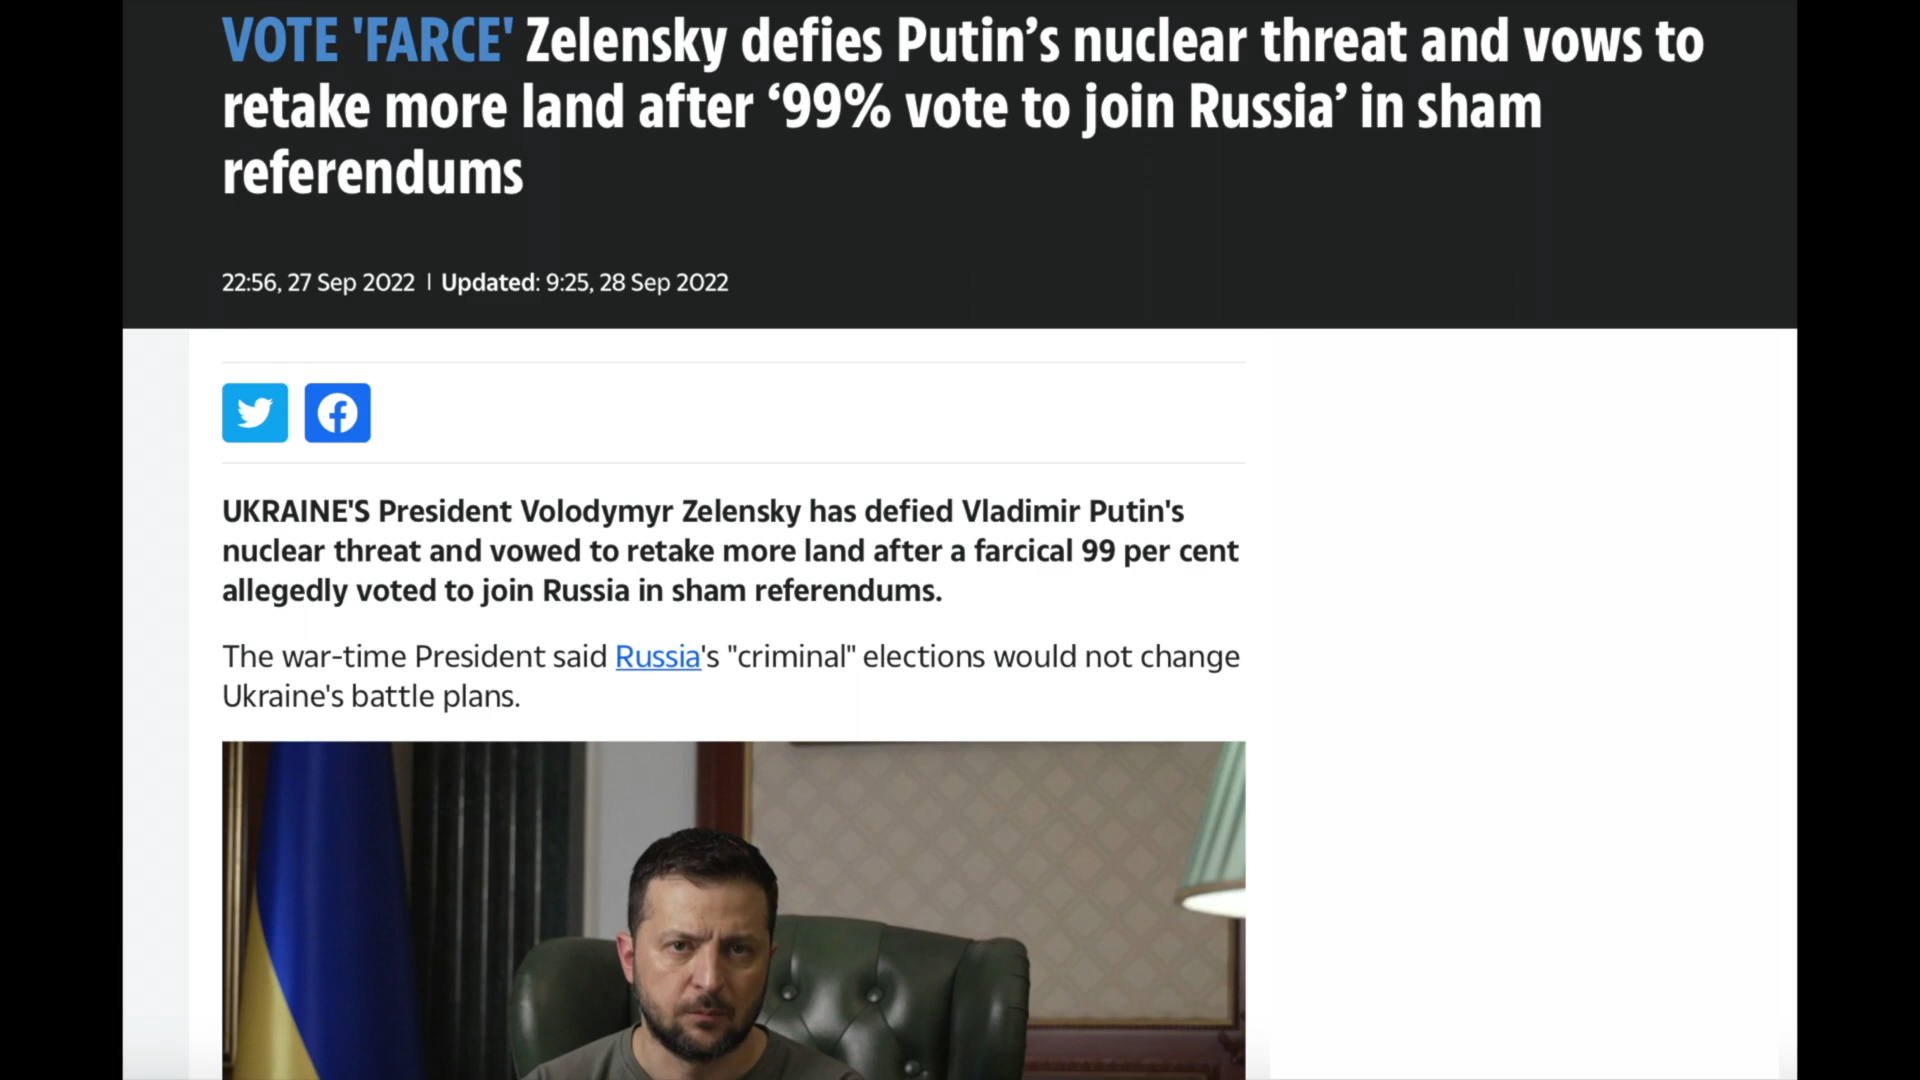 VOTE 'FARCE' Zelensky defies Putin’s nuclear threat and vows to
retake more land after ‘99% vote to join Russia’ in sham
referendums
22:56, 27 Sep 2022 | Updated: 9:25, 28 Sep 2022
UKRAINE'S President Volodymyr Zelensky has defied Vladimir Putin's
nuclear threat and vowed to retake more land after a farcical 99 per cent
allegedly voted to join Russia in sham referendums.
The war-time President said Russia's "criminal" elections would not change
Ukraine's battle plans.